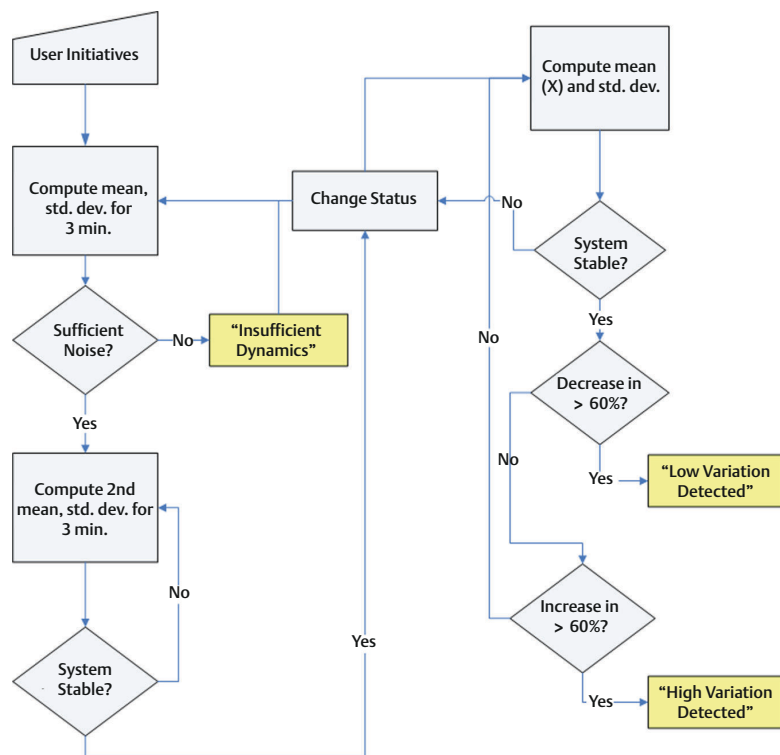 User Initiatives
Compute mean,
std. dev. for
3 min.
Sufficient
Noise?
No
“Insufficient
Dynamics”
Yes
Compute 2nd
mean, std. dev. for
3 min.
No
System
Stable?
Yes
Change Status
Compute mean
(X) and std. dev.
No
System
Stable?
Yes
No
Decrease in
> 60%?
No
Yes
“Low Variation
Detected”
Increase in
> 60%?
Yes
“High Variation
Detected”